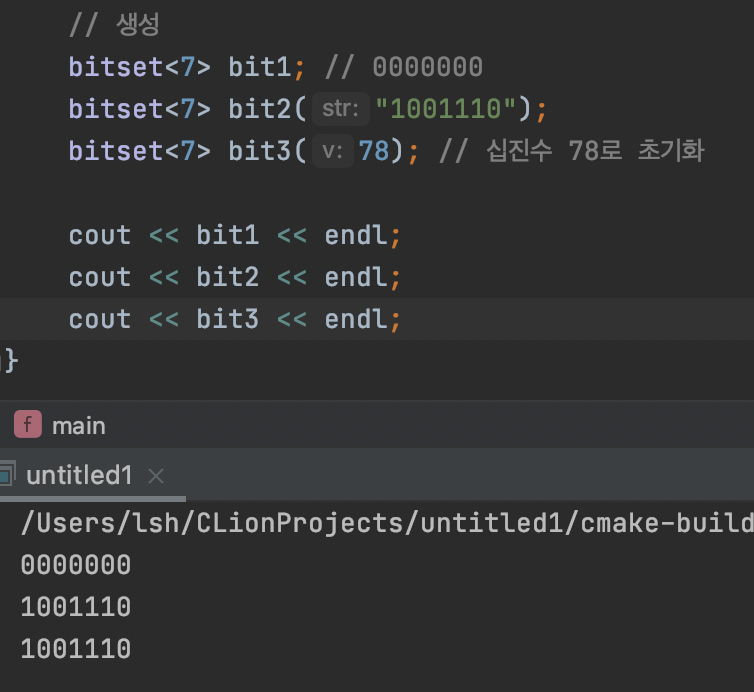 // 생성
bitset<7> bit1; // 0000000
bitset<7> bit2( str: "1001110");
bitset<7> bit3( v: 78); // 십진수 78로 초기화
cout << bit1 << endl;
cout << bit2 << endl;
cout << bit3 << endl;
}
f main
untitled1 ×
/Users/lsh/CLionProjects/untitled1/cmake-build
0000000
1001110
1001110